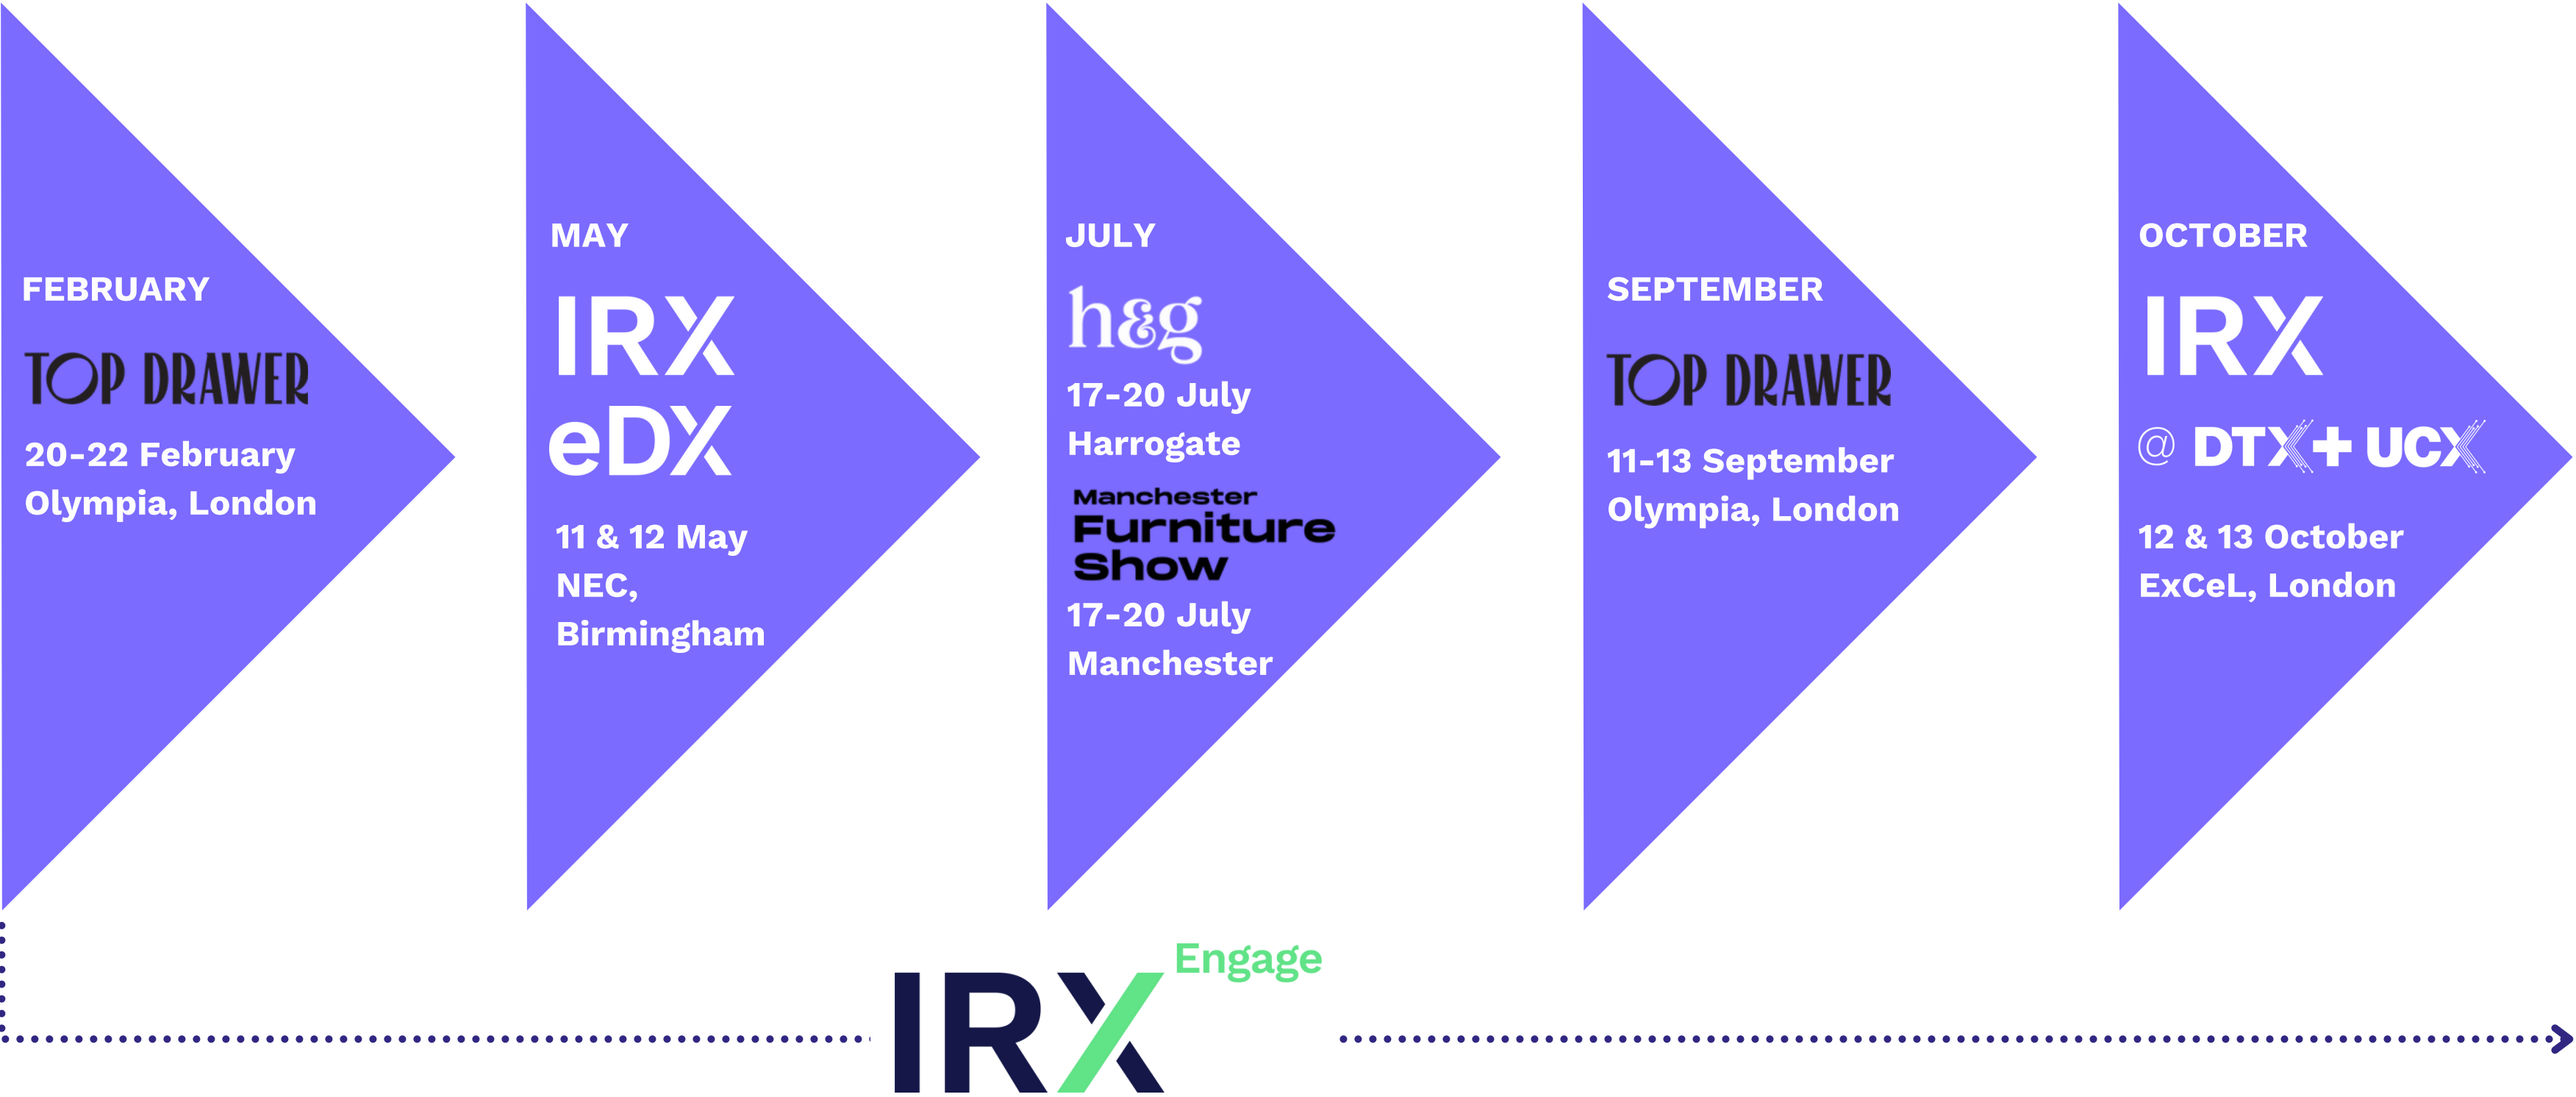 FEBRUARY
TOP DRAWER
20-22 February
Olympia, London
MAY
IRX
eDX
11 & 12 May
NEC,
Birmingham
JULY
h&g
17-20 July
Harrogate
Manchester
Furniture
Show
17-20 July
Manchester
SEPTEMBER
TOP DRAWER
11-13 September
Olympia, London
OCTOBER
IRX
@ DTX+ UCX
12 & 13 October
ExCeL, London
IRX Engage